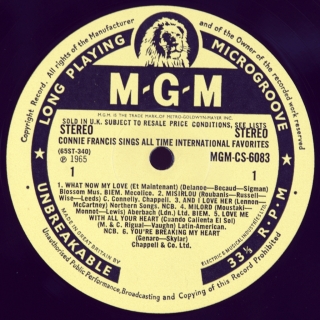 Copyright Record. All rights of the Manufacturer
and of the Owner of the recorded work reserved
LONG PLAYING
MICROGROOVE
M-G-M
M.G.M. IS THE TRADE MARK OF METRO-GOLDWYN-MAYER INC.
SOLD IN U.K. SUBJECT TO RESALE PRICE CONDITIONS, SEE LISTS
STEREO STEREO
CONNIE FRANCIS SINGS ALL TIME INTERNATIONAL FAVORITES
(65ST-340) MGM-CS-6083
℗ 1965
1 1
1. WHAT NOW MY LOVE (Et Maintenant) (Delanoe—Becaud—Sigman)
Blossom Mus. BIEM. Mecolico. 2. MISIRLOU (Roubanis—Russell—
Wise—Leeds) C. Connelly. Chappell. 3. AND I LOVE HER (Lennon—
McCartney) Northern Songs. NCB. 4. MILORD (Moustaki—
Monnot—Lewis) Aberbach (Ldn.) Ltd. BIEM. 5. LOVE ME
WITH ALL YOUR HEART (Cuando Calienta El Sol)
(M. & C. Rigual—Vaughn) Latin-American.
NCB. 6. YOU'RE BREAKING MY HEART
(Genaro—Skylar)
Chappell & Co. Ltd.
MADE IN GREAT BRITAIN BY
ELECTRIC & MUSICAL INDUSTRIES LTD
UNBREAKABLE
33⅓ R.P.M
Unauthorised Public Performance, Broadcasting and Copying of this Record Prohibited